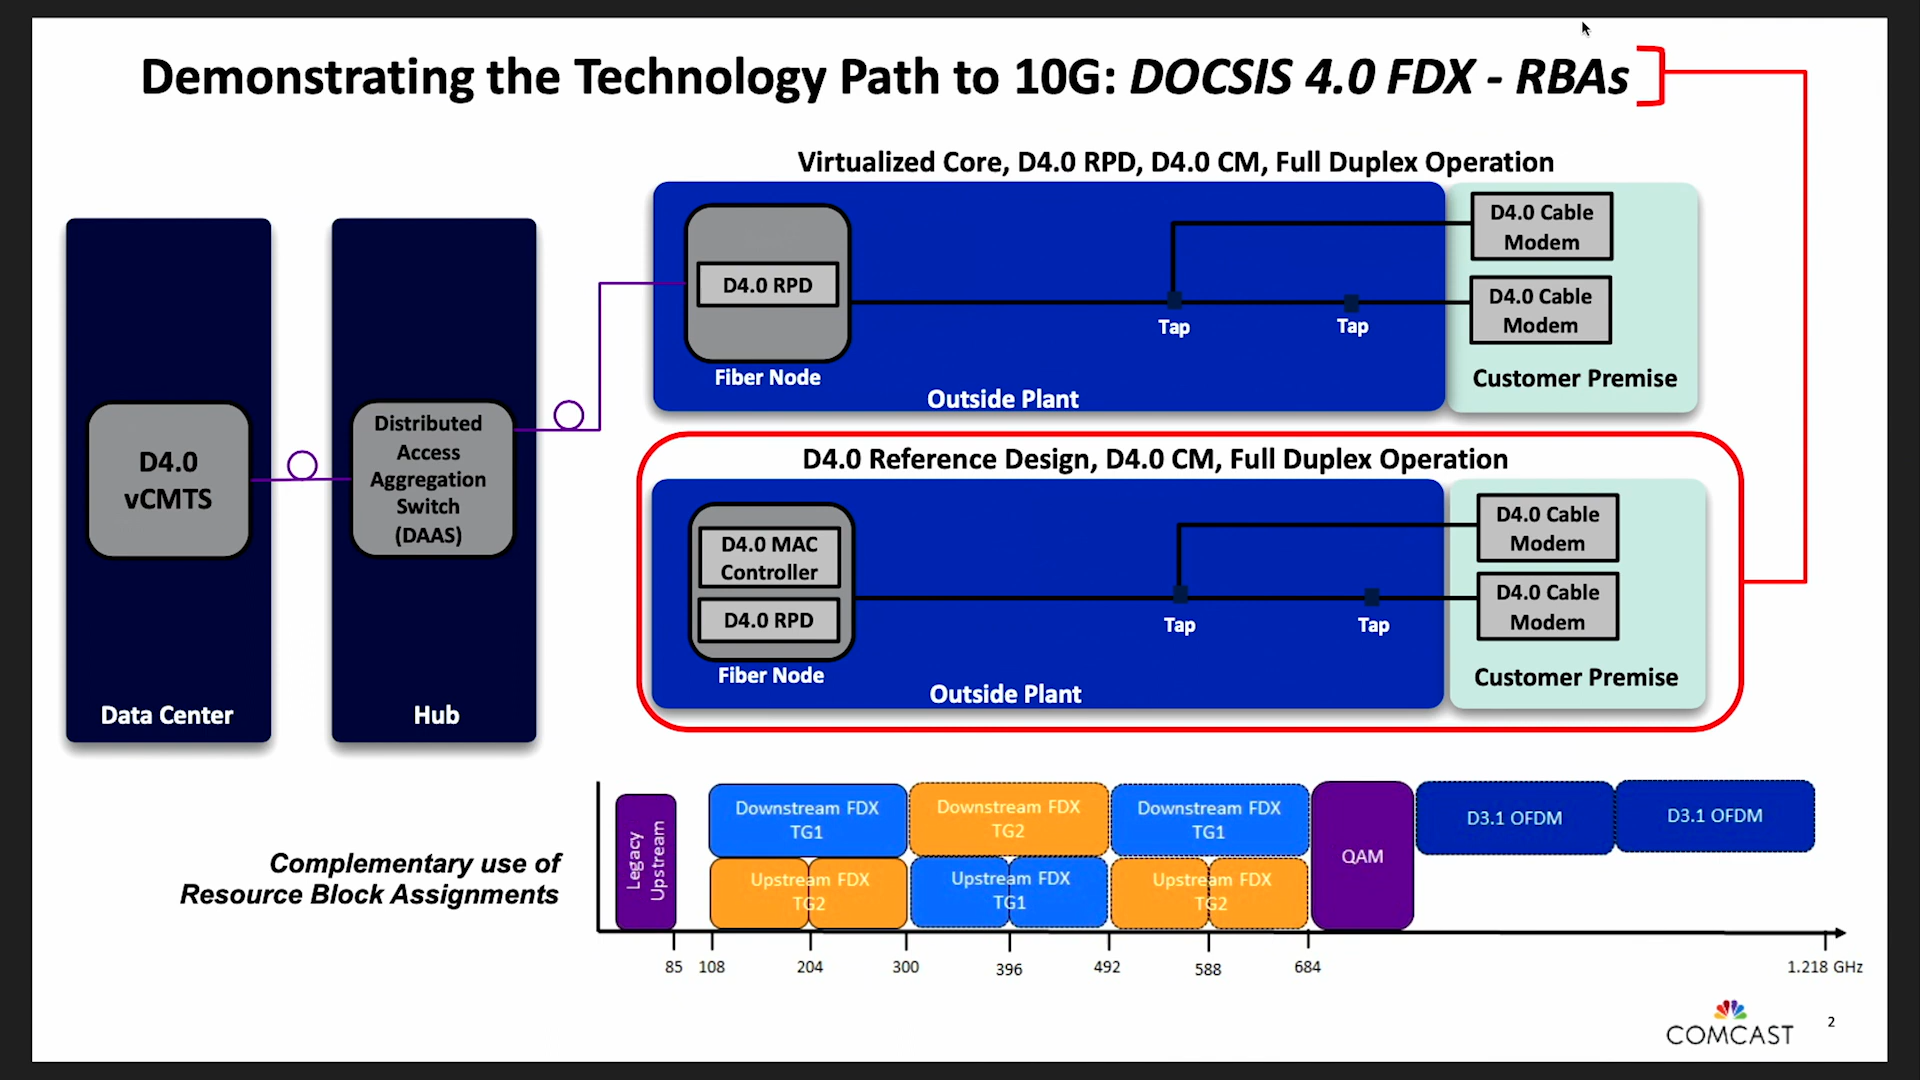 Demonstrating the Technology Path to 10G: DOCSIS 4.0 FDX - RBAs
Virtualized Core, D4.0 RPD, D4.0 CM, Full Duplex Operation
D4.0 Cable
Modem
D4.0 RPD
D4.0 Cable
Modem
Tap
Tap
Fiber Node
Customer Premise
Outside Plant
D4.0
vCMTS
Distributed
Access
Aggregation
Switch
(DAAS)
Data Center
Hub
D4.0 Reference Design, D4.0 CM, Full Duplex Operation
D4.0 Cable
Modem
D4.0 MAC
Controller
D4.0 RPD
D4.0 Cable
Modem
Tap
Tap
Fiber Node
Customer Premise
Outside Plant
Complementary use of
Resource Block Assignments
Legacy
Upstream
Downstream FDX
TG1
Downstream FDX
TG2
Downstream FDX
TG1
Upstream FDX
TG2
Upstream FDX
TG1
Upstream FDX
TG2
QAM
D3.1 OFDM
D3.1 OFDM
85 108 204 300 396 492 588 684 1.218 GHz
COMCAST
2